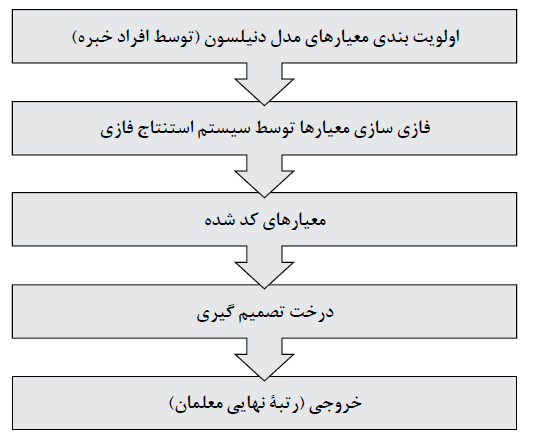 اولویت بندی معیارهای مدل دنیلسون (توسط افراد خبره)
فازی سازی معیارها توسط سیستم استنتاج فازی
معیارهای کد شده
درخت تصمیم گیری
خروجی (رتبۀ نهایی معلمان)